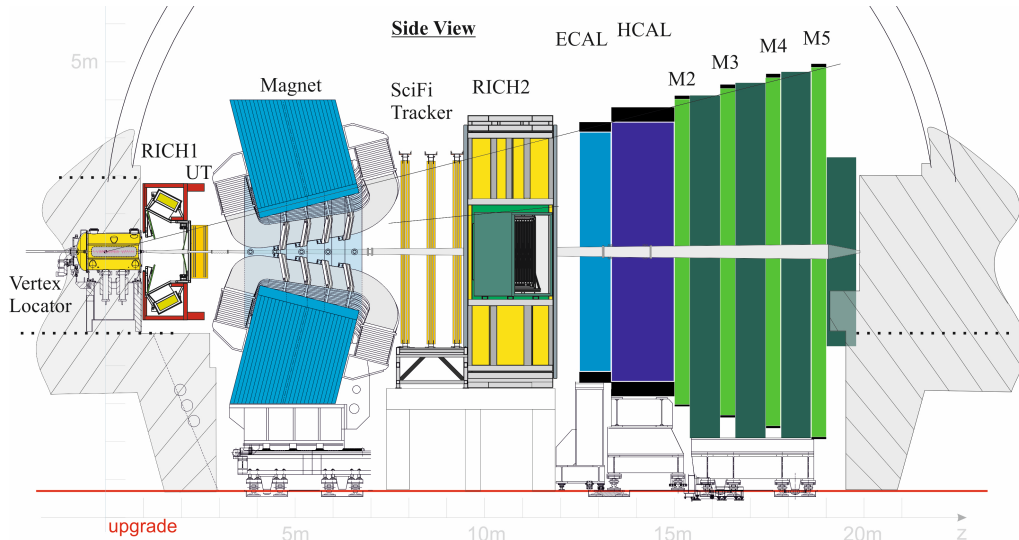 Side View
5m
ECAL
HCAL
M5
M4
M3
M2
Magnet
SciFi
Tracker
RICH2
RICH1
UT
Vertex
Locator
upgrade
5m
10m
15m
20m
z